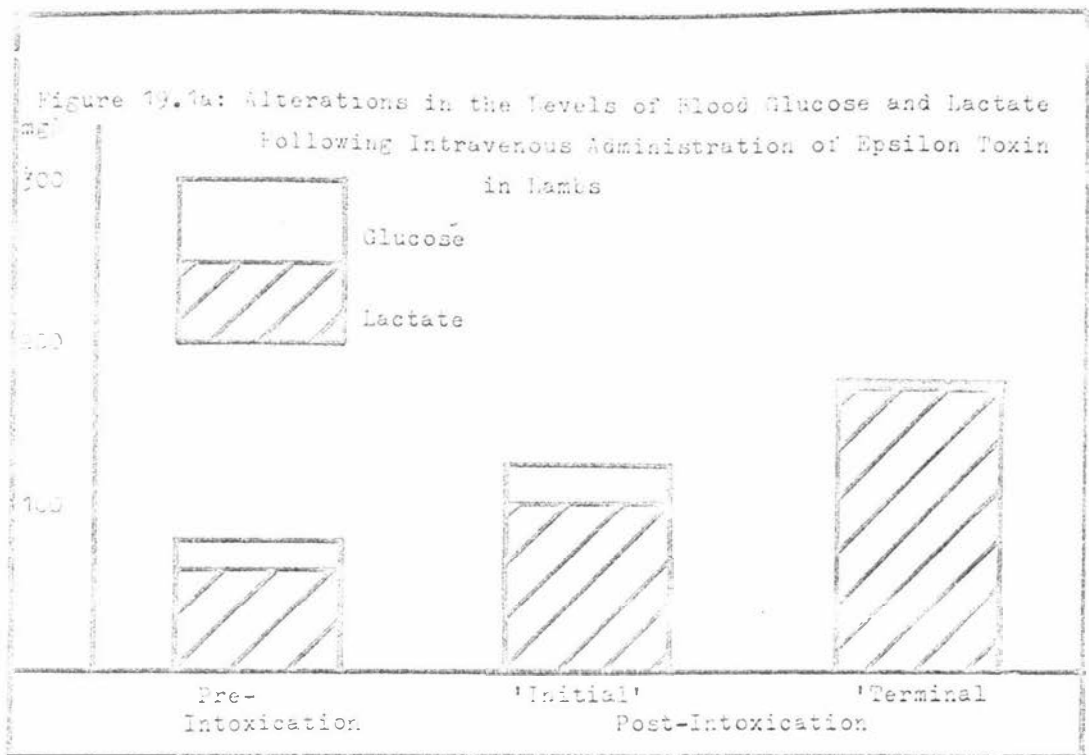 Figure 19.1a: Alterations in the Levels of Blood Glucose and Lactate
mg
Following Intravenous Administration of Epsilon Toxin
in Lambs
300
Glucose
Lactate
200
100
Pre-
Intoxication
'Initial'
'Terminal
Post-Intoxication